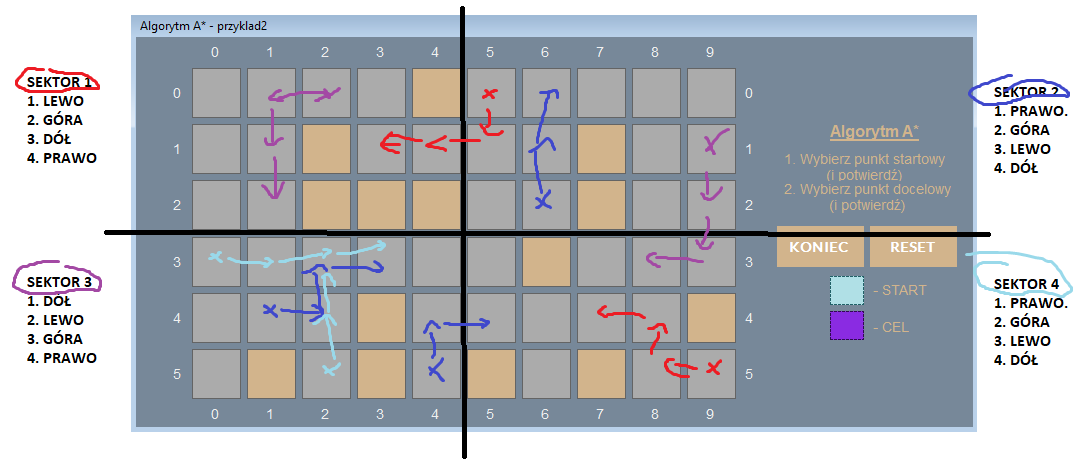 Algorytm A* - przyklad2
0 1 2 3 4 5 6 7 8 9
SEKTOR 1
1. LEWO
2. GÓRA
3. DÓŁ
4. PRAWO
0 0
1 1
2 2
3 3
4 4
5 5
0 1 2 3 4 5 6 7 8 9
SEKTOR 3
1. DÓŁ
2. LEWO
3. GÓRA
4. PRAWO
Algorytm A*
1. Wybierz punkt startowy
(i potwierdź)
2. Wybierz punkt docelowy
(i potwierdź)
KONIEC RESET
- START
- CEL
SEKTOR 2
1. PRAWO.
2. GÓRA
3. LEWO
4. DÓŁ
SEKTOR 4
1. PRAWO.
2. GÓRA
3. LEWO
4. DÓŁ